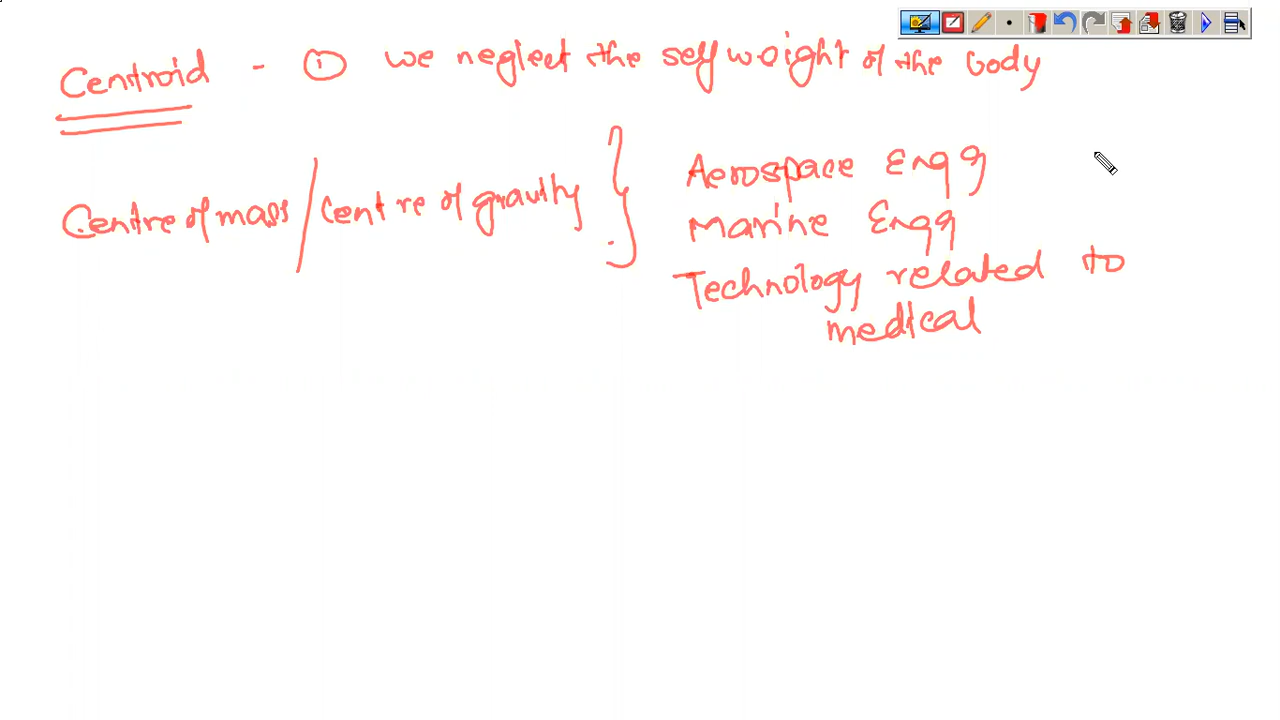 Centroid - ① we neglect the self weight of the body
Centre of mass / centre of gravity } Aerospace Engg
Marine Engg
Technology related to
medical